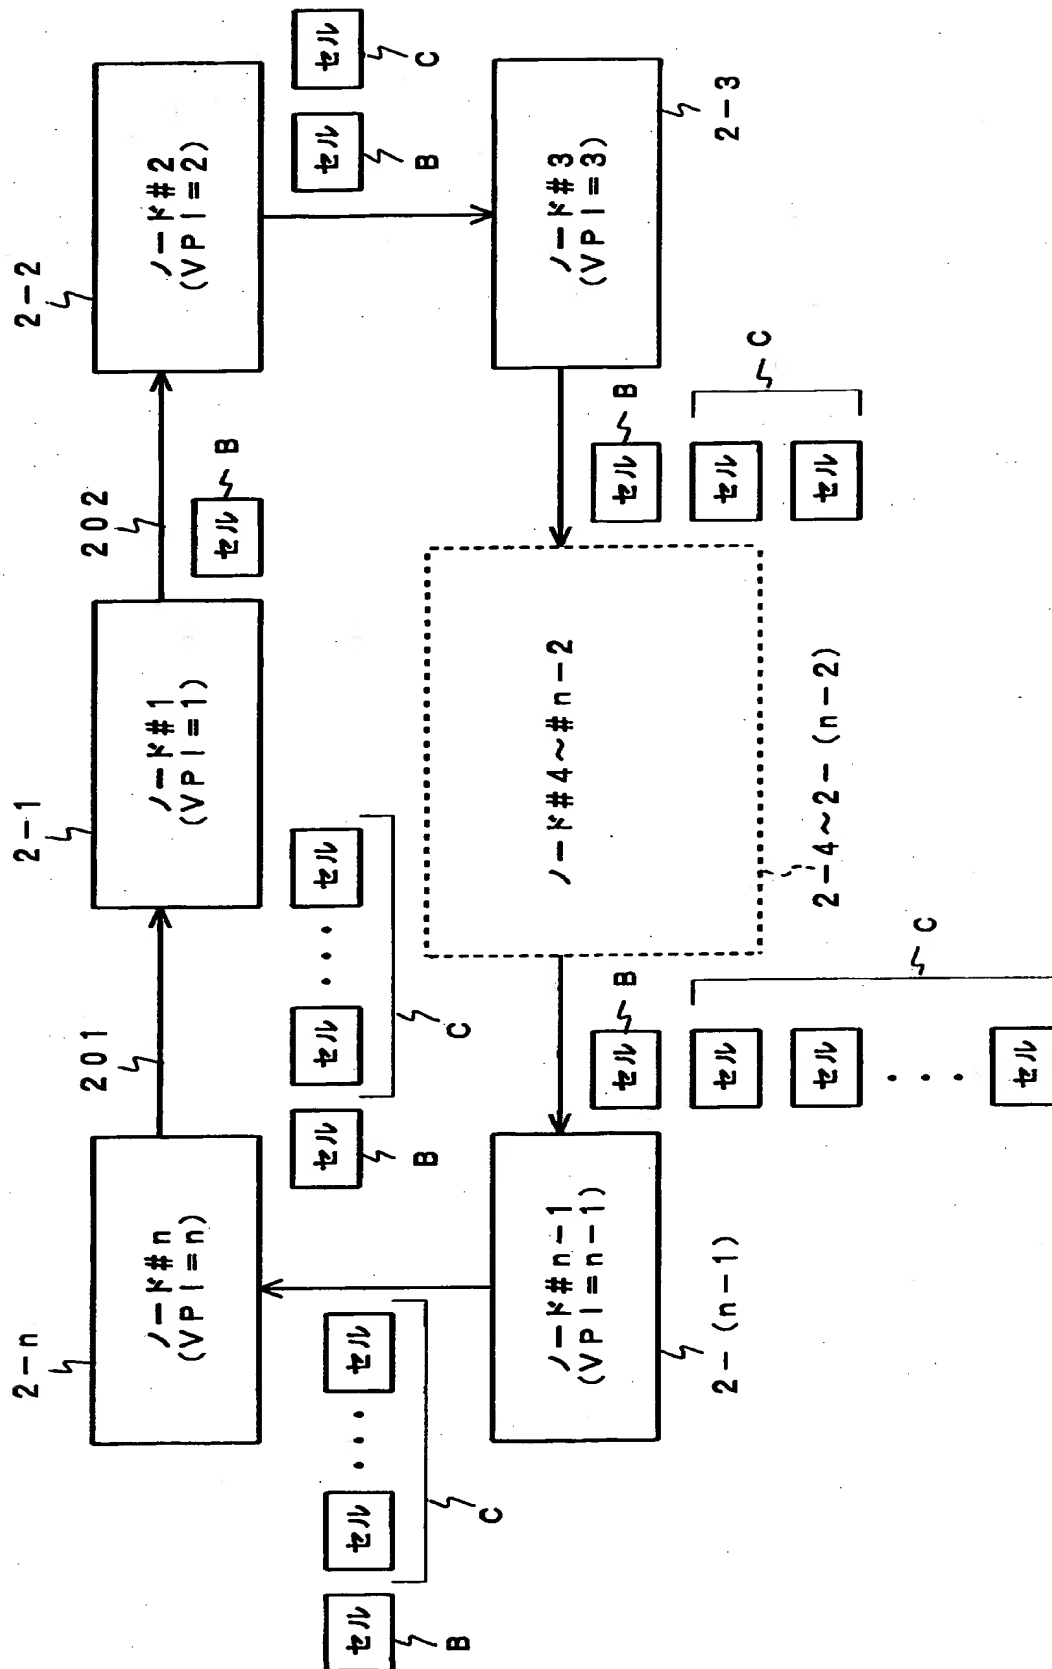 2-n
2-1
2-2
201
202
ノード#n
(VPI=n)
ノード#1
(VPI=1)
ノード#2
(VPI=2)
セル
B
セル
セル
・・・
セル
B
C
セル
セル
B
C
セル
セル
・・・
セル
B
C
ノード#n-1
(VPI=n-1)
ノード#4~#n-2
ノード#3
(VPI=3)
2-(n-1)
2-3
セル
B
セル
セル
・・・
セル
C
2-4~2-(n-2)
セル
B
セル
セル
C